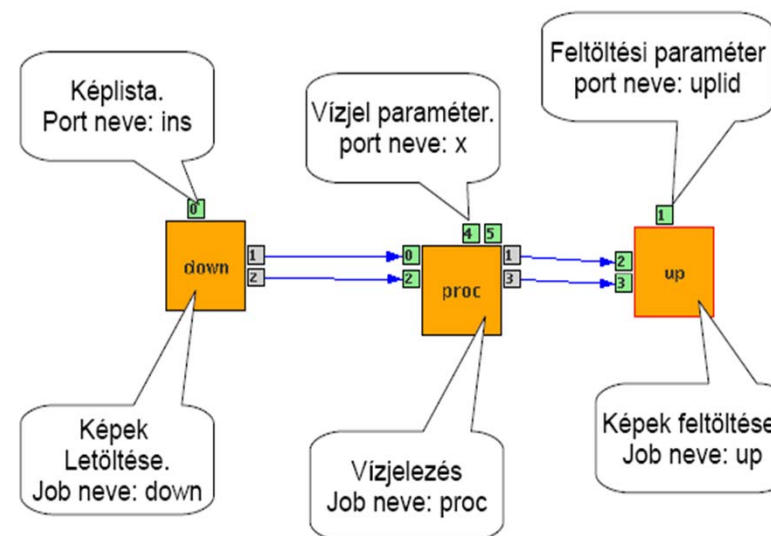 Képlista.
Port neve: ins
Vízjel paraméter.
port neve: x
Feltöltési paraméter
port neve: uplid
0
4 5
1
down
1
2
0
2
proc
1
3
2
3
up
Képek
Letöltése.
Job neve: down
Vízjelezés
Job neve: proc
Képek feltöltése
Job neve: up